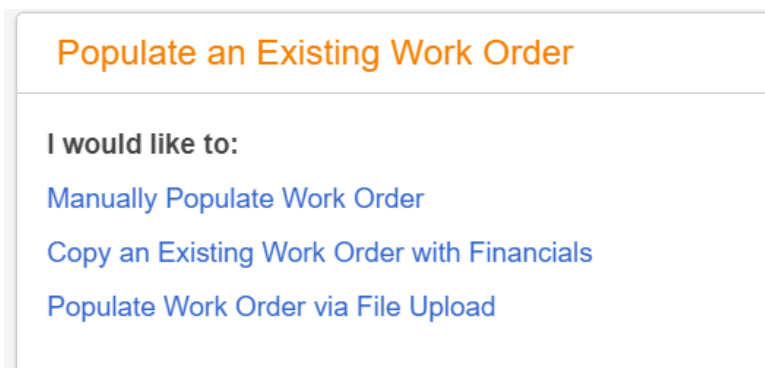 Populate an Existing Work Order
I would like to:
Manually Populate Work Order
Copy an Existing Work Order with Financials
Populate Work Order via File Upload